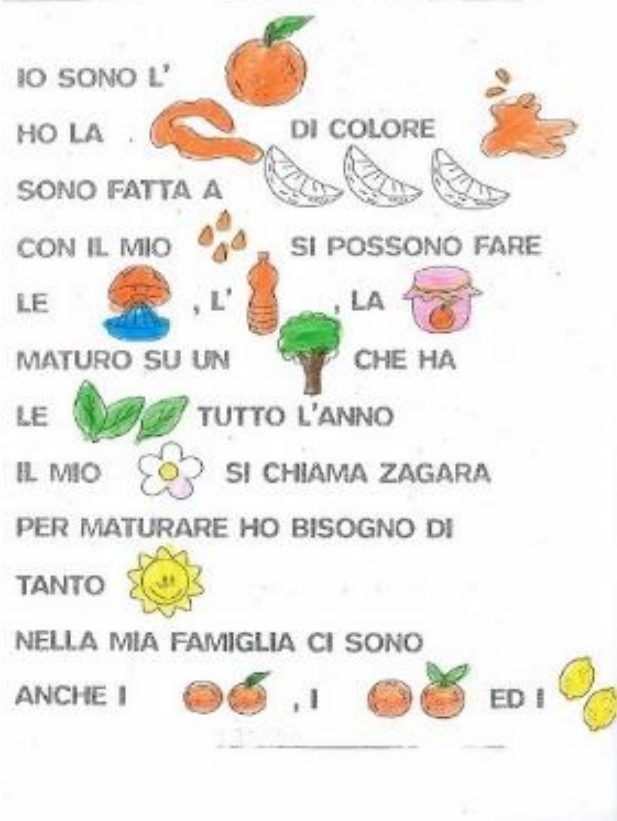 IO SONO L'
HO LA DI COLORE
SONO FATTA A
CON IL MIO SI POSSONO FARE
LE , L' , LA
MATURO SU UN CHE HA
LE TUTTO L'ANNO
IL MIO SI CHIAMA ZAGARA
PER MATURARE HO BISOGNO DI
TANTO
NELLA MIA FAMIGLIA CI SONO
ANCHE I , I ED I